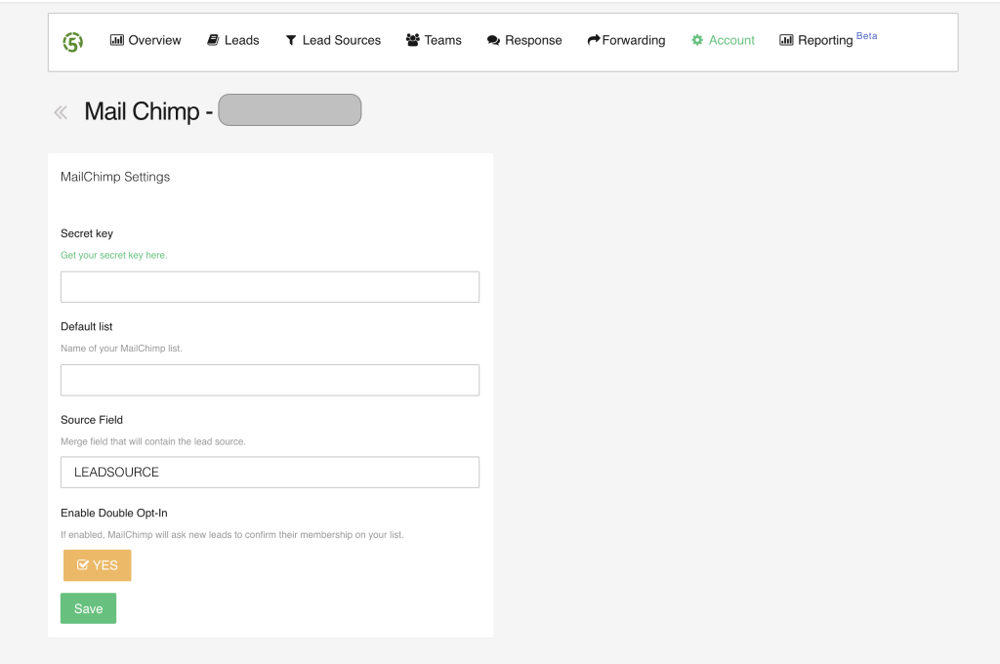 5 Overview Leads Lead Sources Teams Response Forwarding Account Reporting Beta
Mail Chimp -
MailChimp Settings
Secret key
Get your secret key here.
Default list
Name of your MailChimp list.
Source Field
Merge field that will contain the lead source.
LEADSOURCE
Enable Double Opt-In
If enabled, MailChimp will ask new leads to confirm their membership on your list.
YES
Save